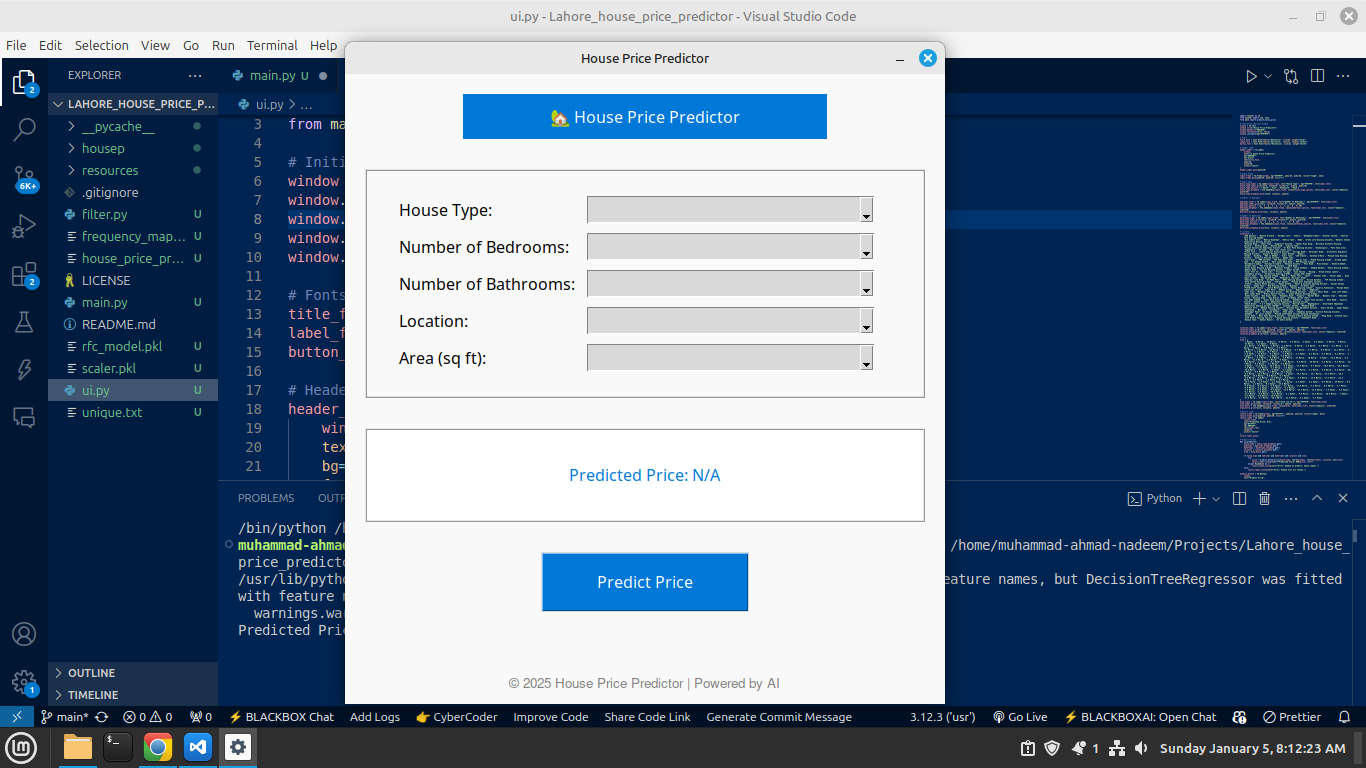 ui.py - Lahore_house_price_predictor - Visual Studio Code
File Edit Selection View Go Run Terminal Help
House Price Predictor
EXPLORER
main.py U
LAHORE_HOUSE_PRICE_P...
ui.py > ...
__pycache__
housep
resources
.gitignore
filter.py U
frequency_map... U
house_price_pr... U
LICENSE
main.py U
README.md
rfc_model.pkl U
scaler.pkl U
ui.py U
unique.txt U
OUTLINE
TIMELINE
2
6K+
2
1
3 from ma
4
5 # Initi
6 window
7 window.
8 window.
9 window.
10 window.
11
12 # Fonts
13 title_f
14 label_f
15 button_
16
17 # Heade
18 header_
19 win
20 tex
21 bg=
🏡 House Price Predictor
House Type:
Number of Bedrooms:
Number of Bathrooms:
Location:
Area (sq ft):
Predicted Price: N/A
Predict Price
© 2025 House Price Predictor | Powered by AI
PROBLEMS OUTP
Python
/bin/python /h
muhammad-ahmad /home/muhammad-ahmad-nadeem/Projects/Lahore_house_
price_predicto
/usr/lib/pytho eature names, but DecisionTreeRegressor was fitted
with feature n
warnings.war
Predicted Pric
main* 0 0 0 BLACKBOX Chat Add Logs 👉 CyberCoder Improve Code Share Code Link Generate Commit Message 3.12.3 ('usr') Go Live BLACKBOXAI: Open Chat Prettier
1 Sunday January 5, 8:12:23 AM